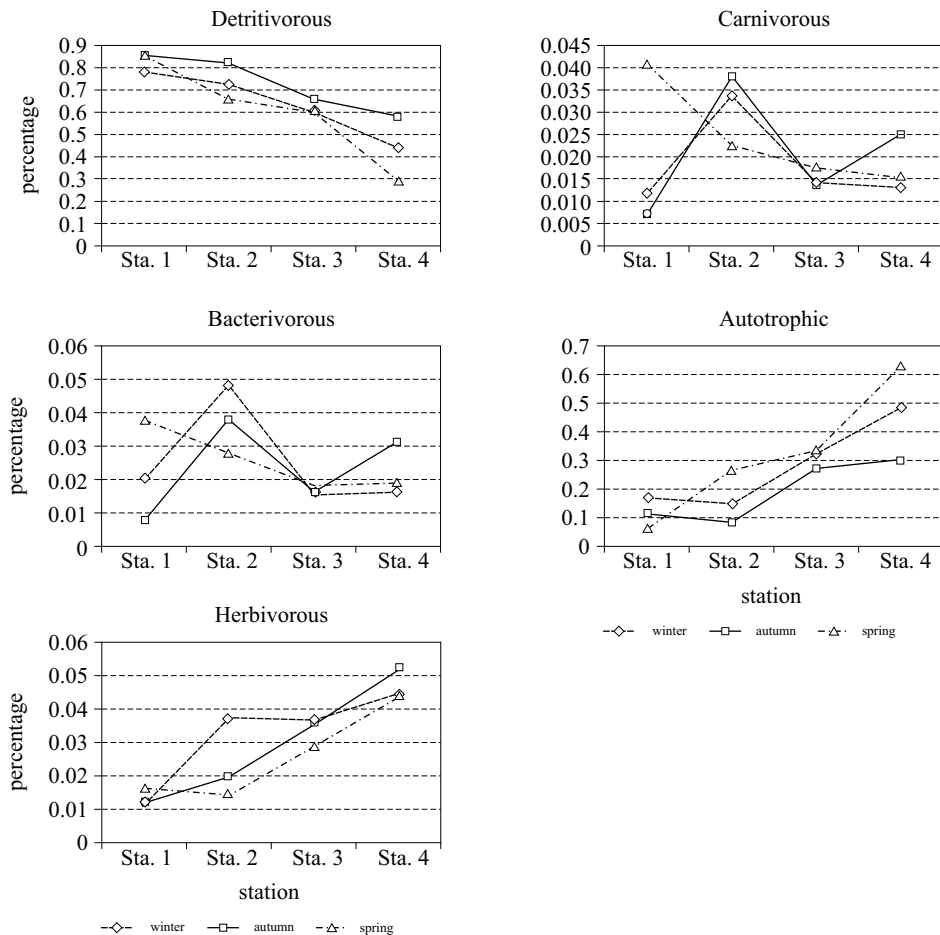 Detritivorous
0.9
0.8
0.7
0.6
0.5
0.4
0.3
0.2
0.1
0
percentage
Sta. 1 Sta. 2 Sta. 3 Sta. 4
Carnivorous
0.045
0.040
0.035
0.030
0.025
0.020
0.015
0.010
0.005
0
Sta. 1 Sta. 2 Sta. 3 Sta. 4
Bacterivorous
0.06
0.05
0.04
0.03
0.02
0.01
0
percentage
Sta. 1 Sta. 2 Sta. 3 Sta. 4
Autotrophic
0.7
0.6
0.5
0.4
0.3
0.2
0.1
0
Sta. 1 Sta. 2 Sta. 3 Sta. 4
station
winter autumn spring
Herbivorous
0.06
0.05
0.04
0.03
0.02
0.01
0
percentage
Sta. 1 Sta. 2 Sta. 3 Sta. 4
station
winter autumn spring